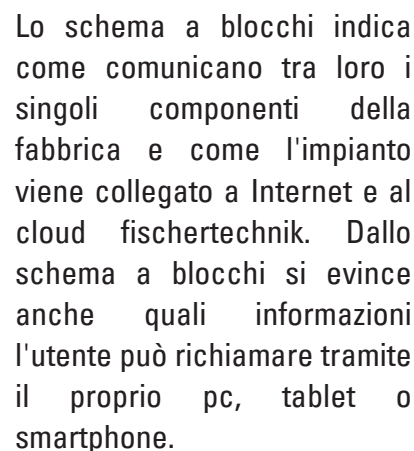 Lo schema a blocchi indica
come comunicano tra loro i
singoli componenti della
fabbrica e come l'impianto
viene collegato a Internet e al
cloud fischertechnik. Dallo
schema a blocchi si evince
anche quali informazioni
l'utente può richiamare tramite
il proprio pc, tablet o
smartphone.